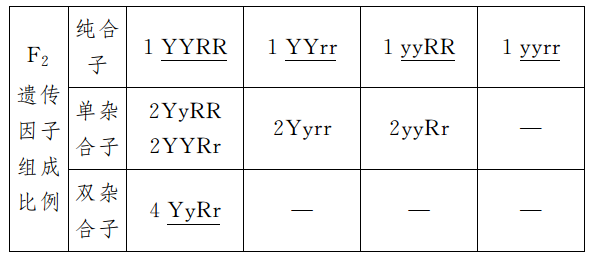 F₂
遗传
因子
组成
比例
纯合
子
1 YYRR
1 YYrr
1 yyRR
1 yyrr
单杂
合子
2YyRR
2YYRr
2Yyrr
2yyRr
—
双杂
合子
4 YyRr
—
—
—